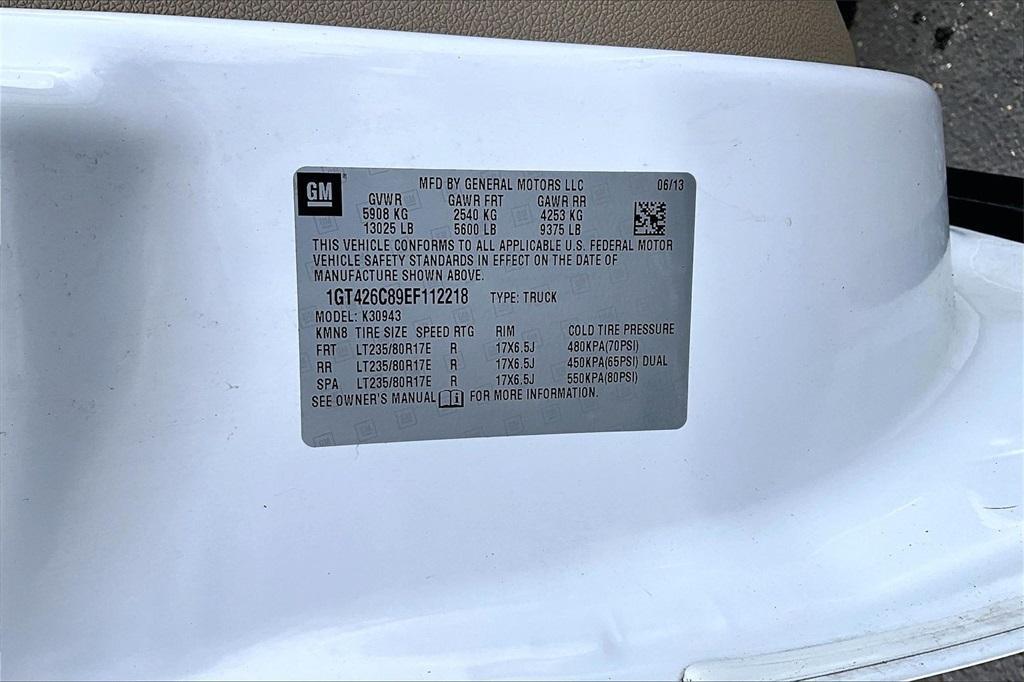 GM MFD BY GENERAL MOTORS LLC 06/13
GVWR GAWR FRT GAWR RR
5908 KG 2540 KG 4253 KG
13025 LB 5600 LB 9375 LB
THIS VEHICLE CONFORMS TO ALL APPLICABLE U.S. FEDERAL MOTOR
VEHICLE SAFETY STANDARDS IN EFFECT ON THE DATE OF
MANUFACTURE SHOWN ABOVE.
1GT426C89EF112218 TYPE: TRUCK
MODEL: K30943
KMN8 TIRE SIZE SPEED RTG RIM COLD TIRE PRESSURE
FRT LT235/80R17E R 17X6.5J 480KPA(70PSI)
RR LT235/80R17E R 17X6.5J 450KPA(65PSI) DUAL
SPA LT235/80R17E R 17X6.5J 550KPA(80PSI)
SEE OWNER'S MANUAL i FOR MORE INFORMATION.